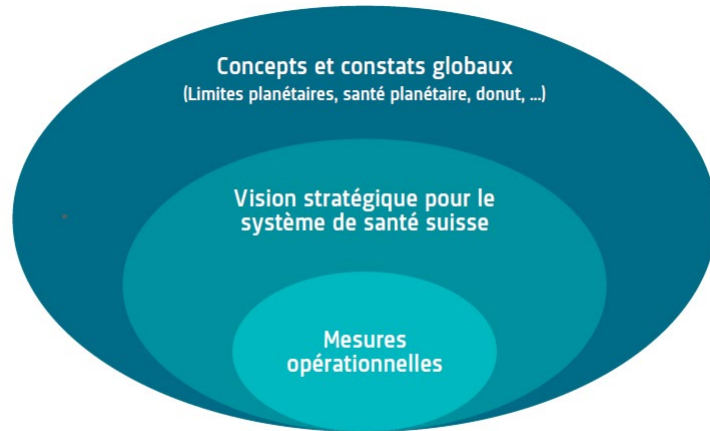 Concepts et constats globaux
(Limites planétaires, santé planétaire, donut, ...)
Vision stratégique pour le
système de santé suisse
Mesures
opérationnelles